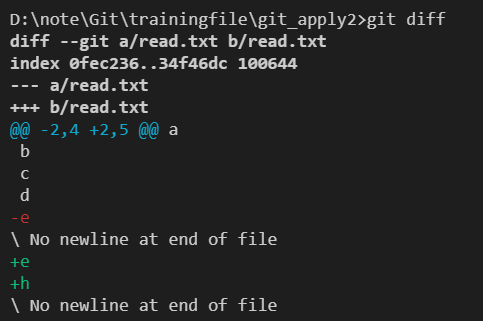 D:\note\Git\trainingfile\git_apply2>git diff
diff --git a/read.txt b/read.txt
index 0fec236..34f46dc 100644
--- a/read.txt
+++ b/read.txt
@@ -2,4 +2,5 @@ a
 b
 c
 d
-e
\ No newline at end of file
+e
+h
\ No newline at end of file